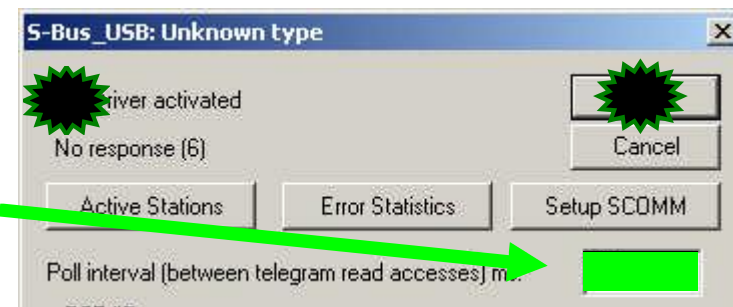 S-Bus_USB: Unknown type
activated
No response (6)
Cancel
Active Stations
Error Statistics
Setup SCOMM
Poll interval (between telegram read accesses)